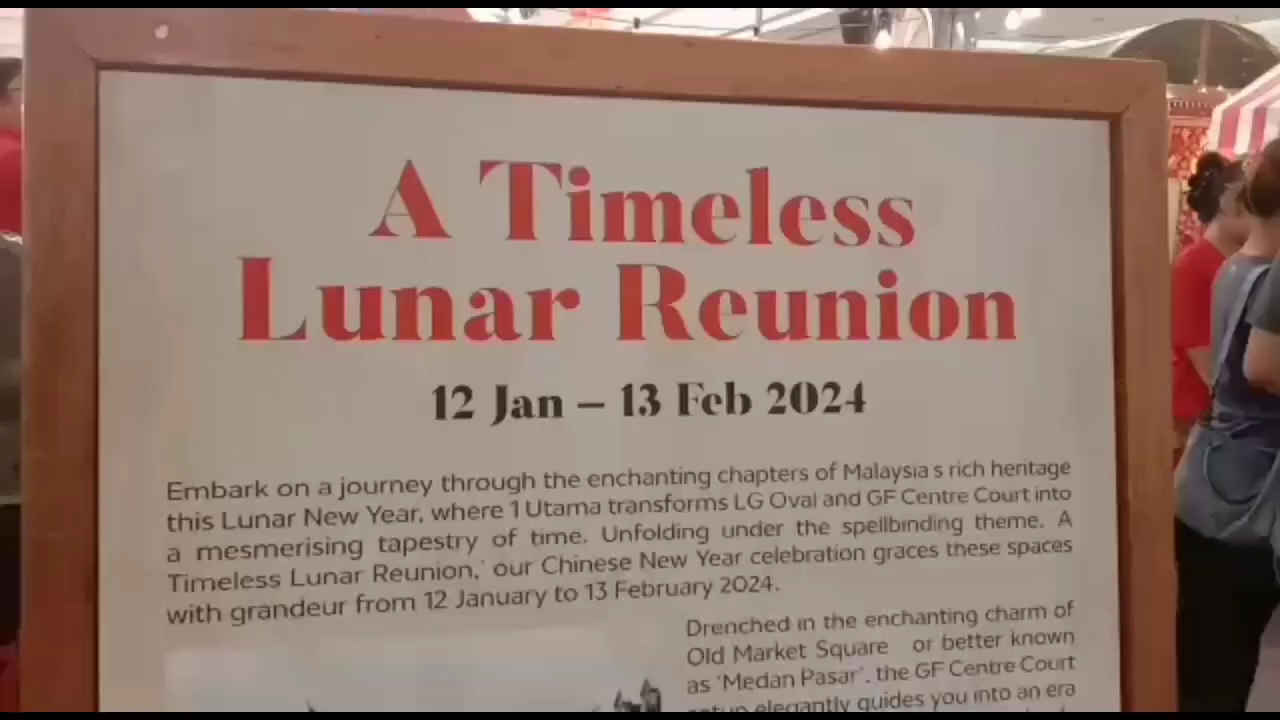 A Timeless
Lunar Reunion
12 Jan – 13 Feb 2024
Embark on a journey through the enchanting chapters of Malaysia's rich heritage
this Lunar New Year, where 1 Utama transforms LG Oval and GF Centre Court into
a mesmerising tapestry of time. Unfolding under the spellbinding theme. A
Timeless Lunar Reunion,' our Chinese New Year celebration graces these spaces
with grandeur from 12 January to 13 February 2024.
Drenched in the enchanting charm of
Old Market Square or better known
as 'Medan Pasar', the GF Centre Court
setup elegantly guides you into an era